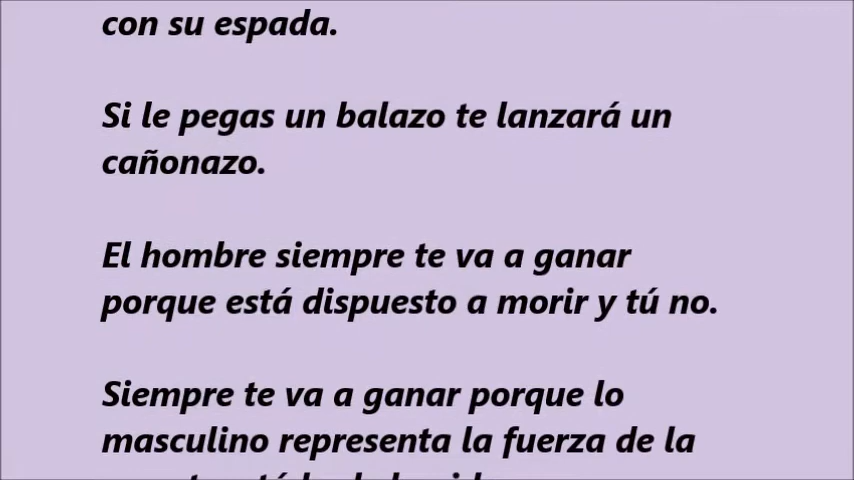 con su espada.
Si le pegas un balazo te lanzará un
cañonazo.
El hombre siempre te va a ganar
porque está dispuesto a morir y tú no.
Siempre te va a ganar porque lo
masculino representa la fuerza de la